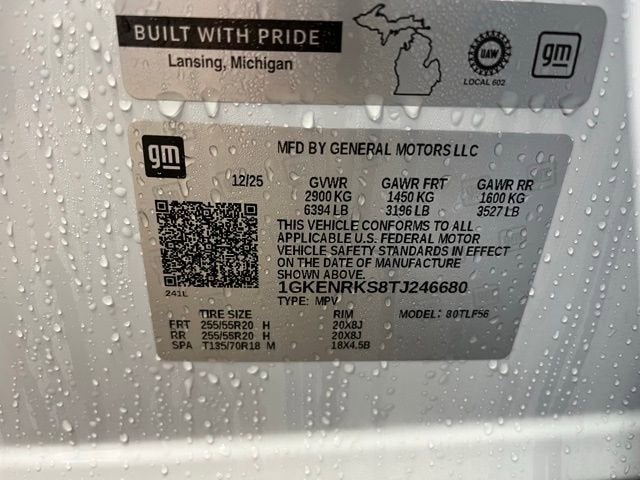 BUILT WITH PRIDE
Lansing, Michigan
UAW
LOCAL 602
gm
gm
MFD BY GENERAL MOTORS LLC
12/25 GVWR GAWR FRT GAWR RR
2900 KG 1450 KG 1600 KG
6394 LB 3196 LB 3527 LB
THIS VEHICLE CONFORMS TO ALL
APPLICABLE U.S. FEDERAL MOTOR
VEHICLE SAFETY STANDARDS IN EFFECT
ON THE DATE OF MANUFACTURE
SHOWN ABOVE.
241L
1GKENRKS8TJ246680
TYPE: MPV MODEL: 80TLF56
TIRE SIZE RIM
FRT 255/55R20 H 20X8J
RR 255/55R20 H 20X8J
SPA T135/70R18 M 18X4.5B